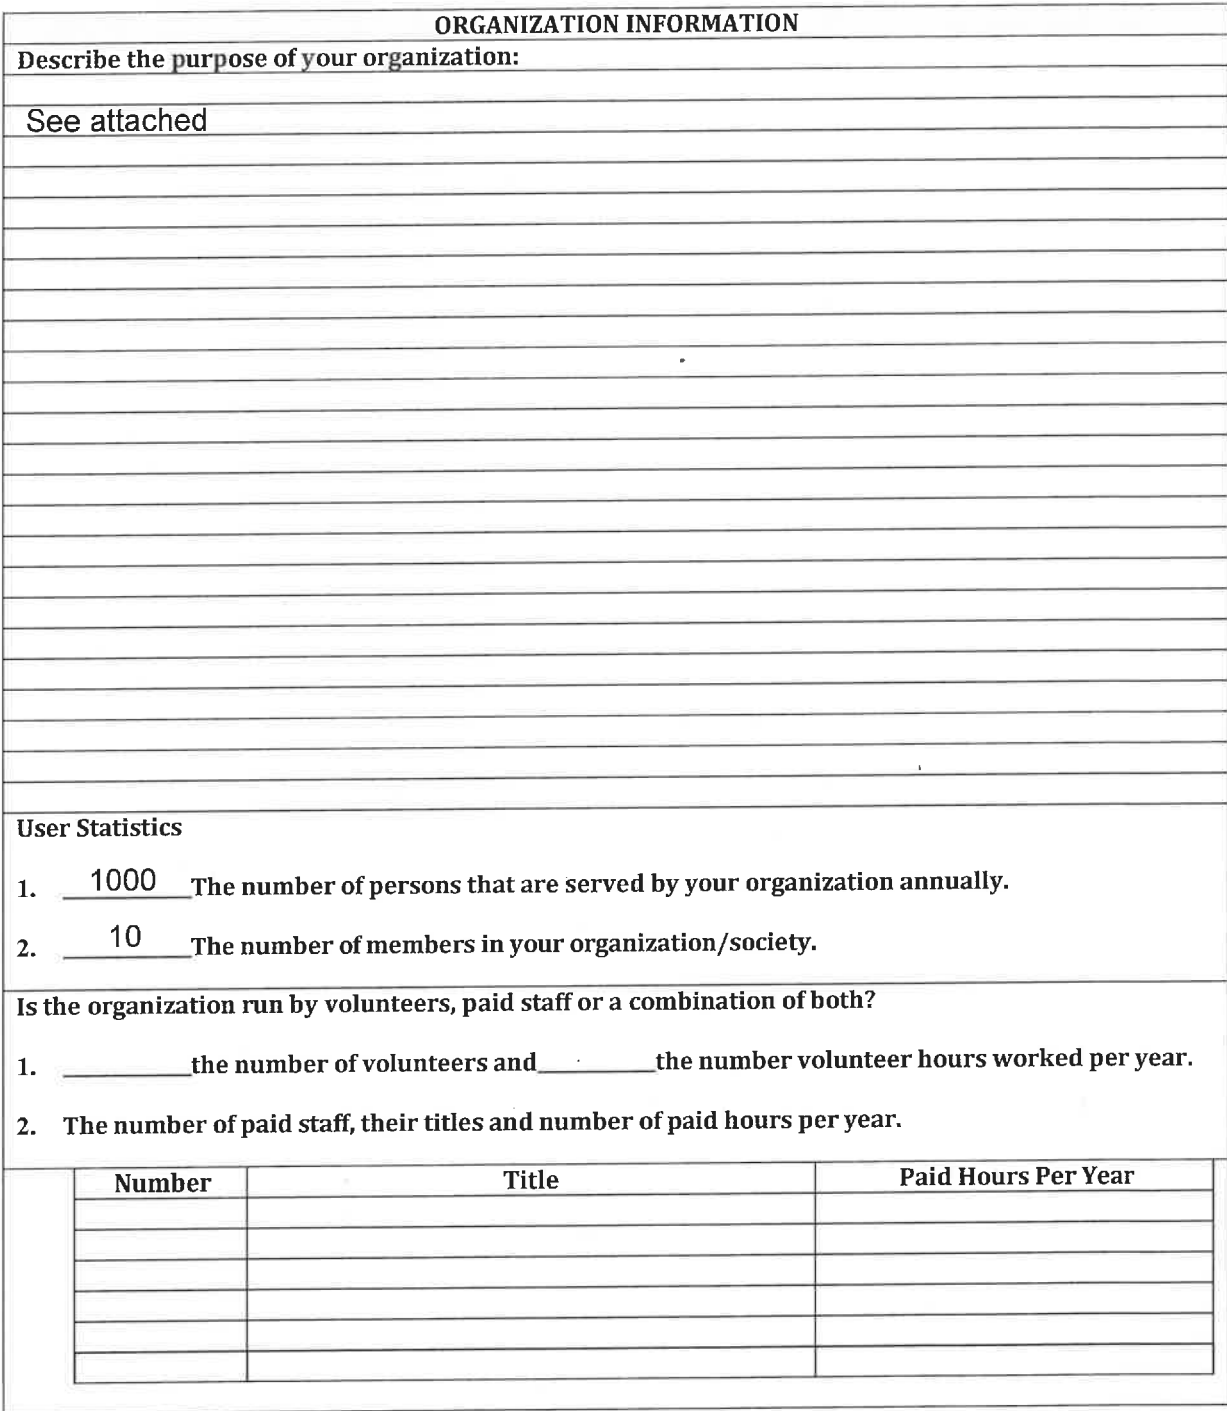 ORGANIZATION INFORMATION
Describe the purpose of your organization:
See attached
User Statistics
1. 1000 The number of persons that are served by your organization annually.
2. 10 The number of members in your organization/society.
Is the organization run by volunteers, paid staff or a combination of both?
1. ________the number of volunteers and________the number volunteer hours worked per year.
2. The number of paid staff, their titles and number of paid hours per year.
Number Title Paid Hours Per Year